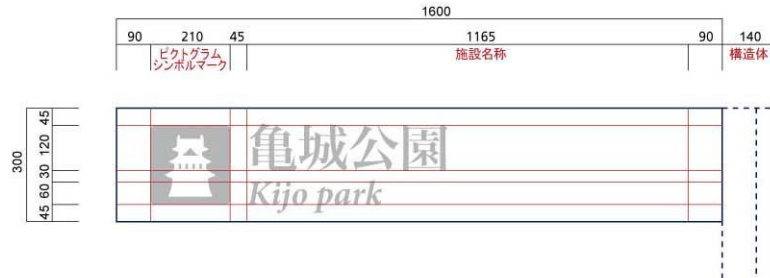 1600
90 210 45 1165 90 140
ピクトグラム
シンボルマーク
施設名称
構造体
300
45
120
30
60
45
亀城公園
Kijo park